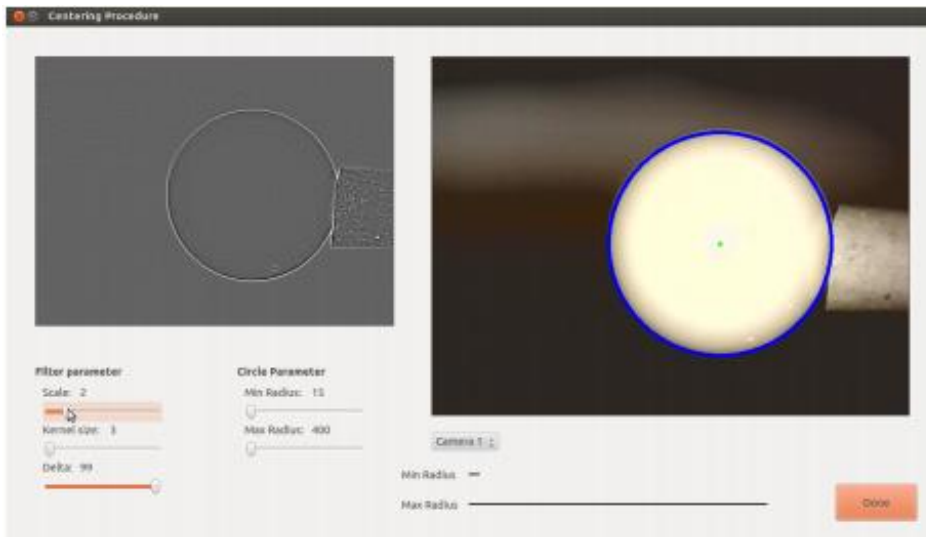 Centering Procedure
Filter parameter
Scale: 2
Kernel size: 3
Delta: 99
Circle Parameter
Min Radius: 15
Max Radius: 400
Camera 1
Min Radius
Max Radius
Done